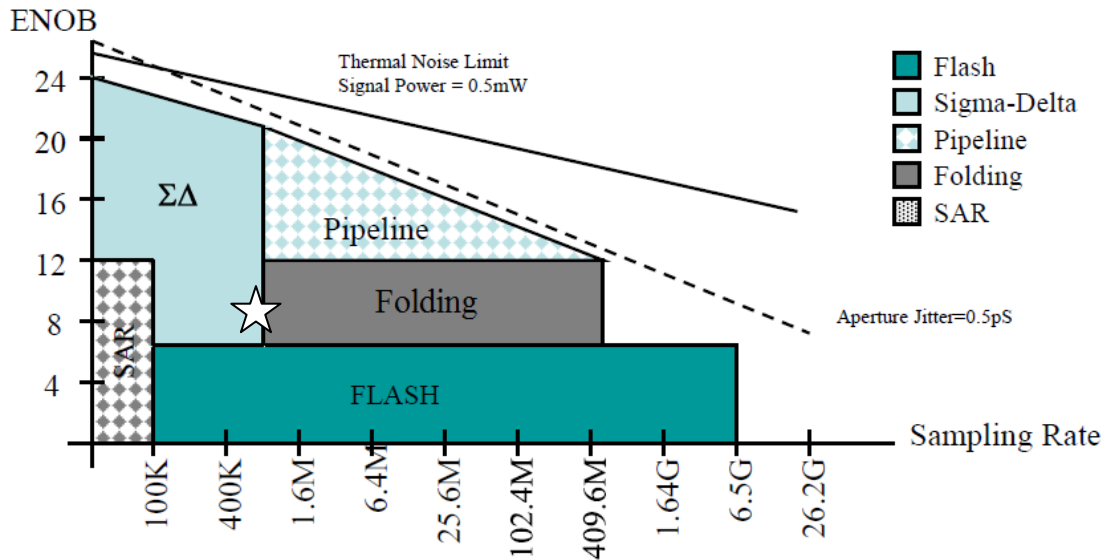 ENOB
Thermal Noise Limit
Signal Power = 0.5mW
24
20
16
12
8
4
ΣΔ
Pipeline
Folding
SAR
FLASH
Aperture Jitter=0.5pS
Flash
Sigma-Delta
Pipeline
Folding
SAR
Sampling Rate
100K
400K
1.6M
6.4M
25.6M
102.4M
409.6M
1.64G
6.5G
26.2G